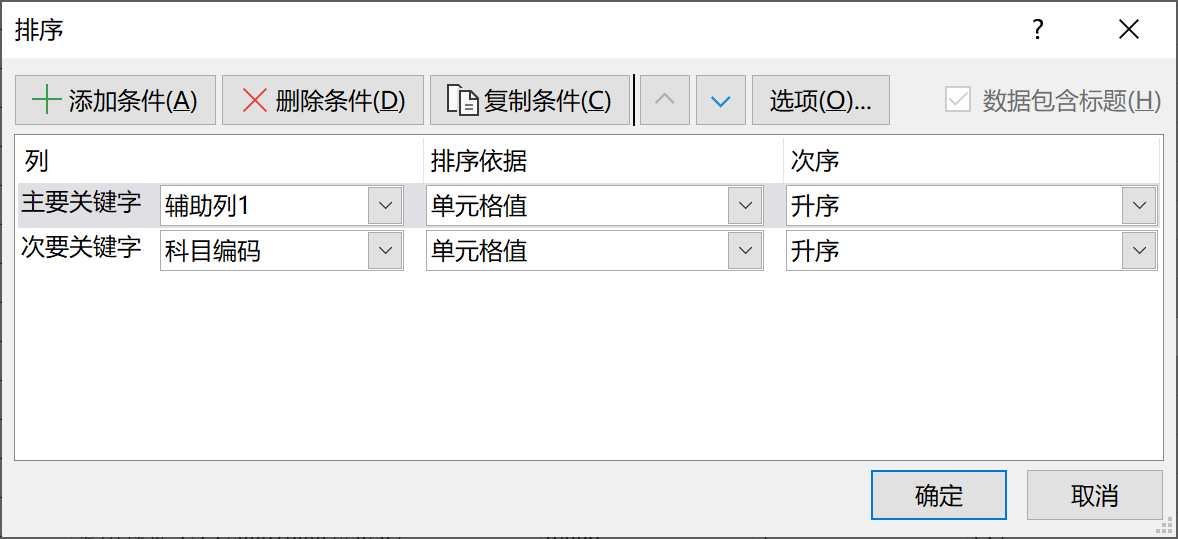 排序
?
添加条件(A) 删除条件(D) 复制条件(C) 选项(O)... 数据包含标题(H)
列 排序依据 次序
主要关键字 辅助列1 单元格值 升序
次要关键字 科目编码 单元格值 升序
确定 取消